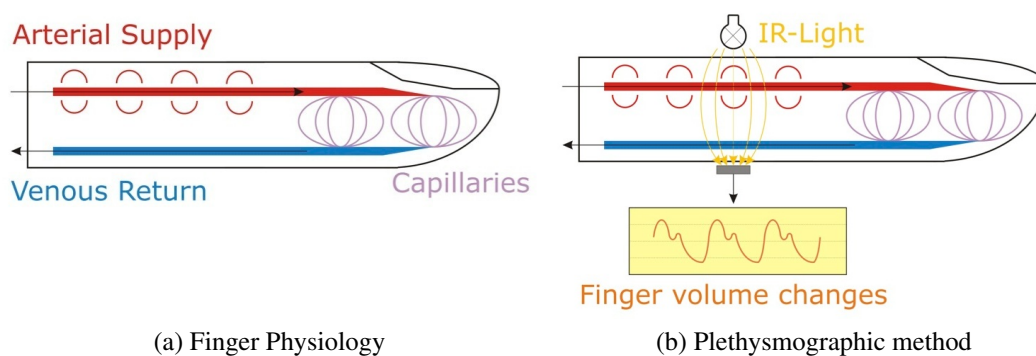 Arterial Supply
Venous Return
Capillaries
(a) Finger Physiology
IR-Light
Finger volume changes
(b) Plethysmographic method